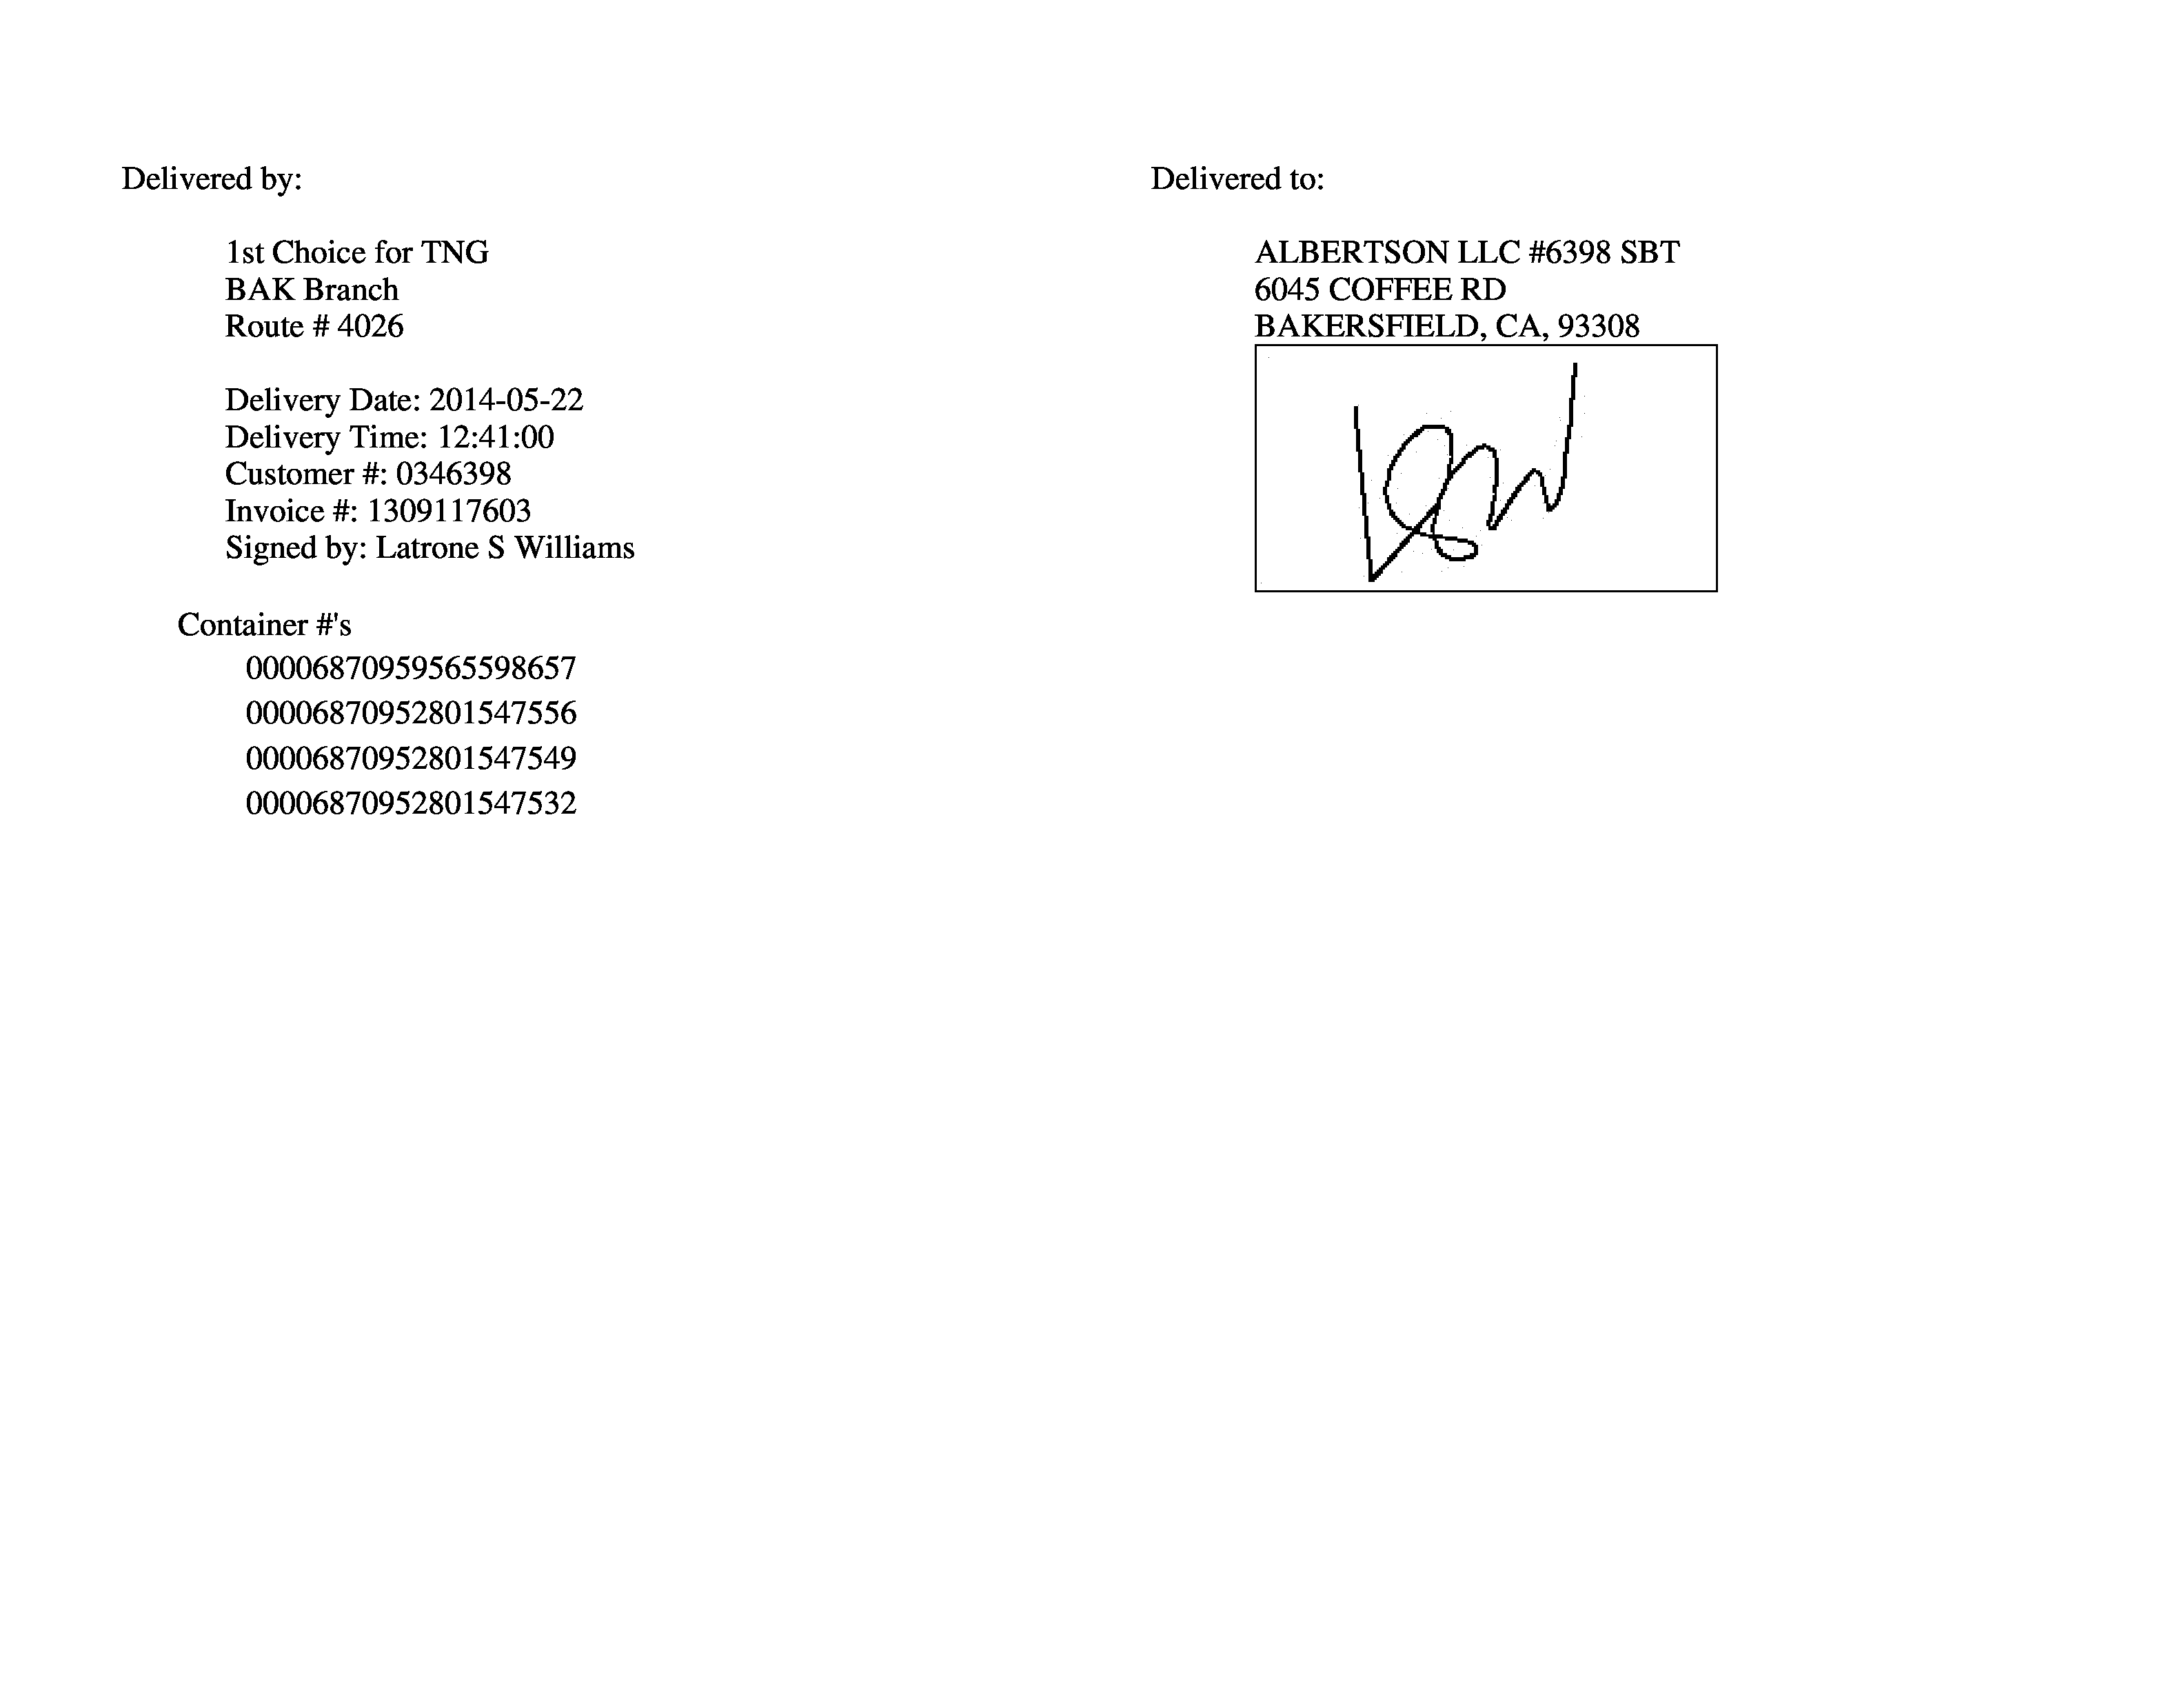 Delivered by:
1st Choice for TNG
BAK Branch
Route # 4026
Delivery Date: 2014-05-22
Delivery Time: 12:41:00
Customer #: 0346398
Invoice #: 1309117603
Signed by: Latrone S Williams
Container #'s
00006870959565598657
00006870952801547556
00006870952801547549
00006870952801547532
Delivered to:
ALBERTSON LLC #6398 SBT
6045 COFFEE RD
BAKERSFIELD, CA, 93308